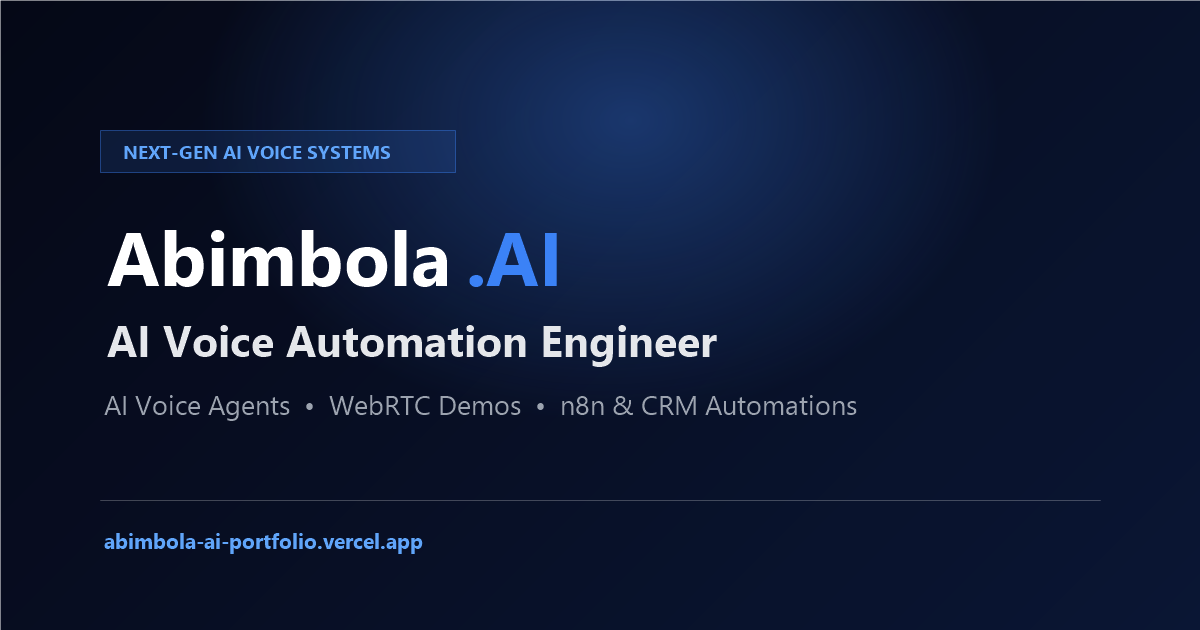 NEXT-GEN AI VOICE SYSTEMS
Abimbola .AI
AI Voice Automation Engineer
AI Voice Agents • WebRTC Demos • n8n & CRM Automations
abimbola-ai-portfolio.vercel.app